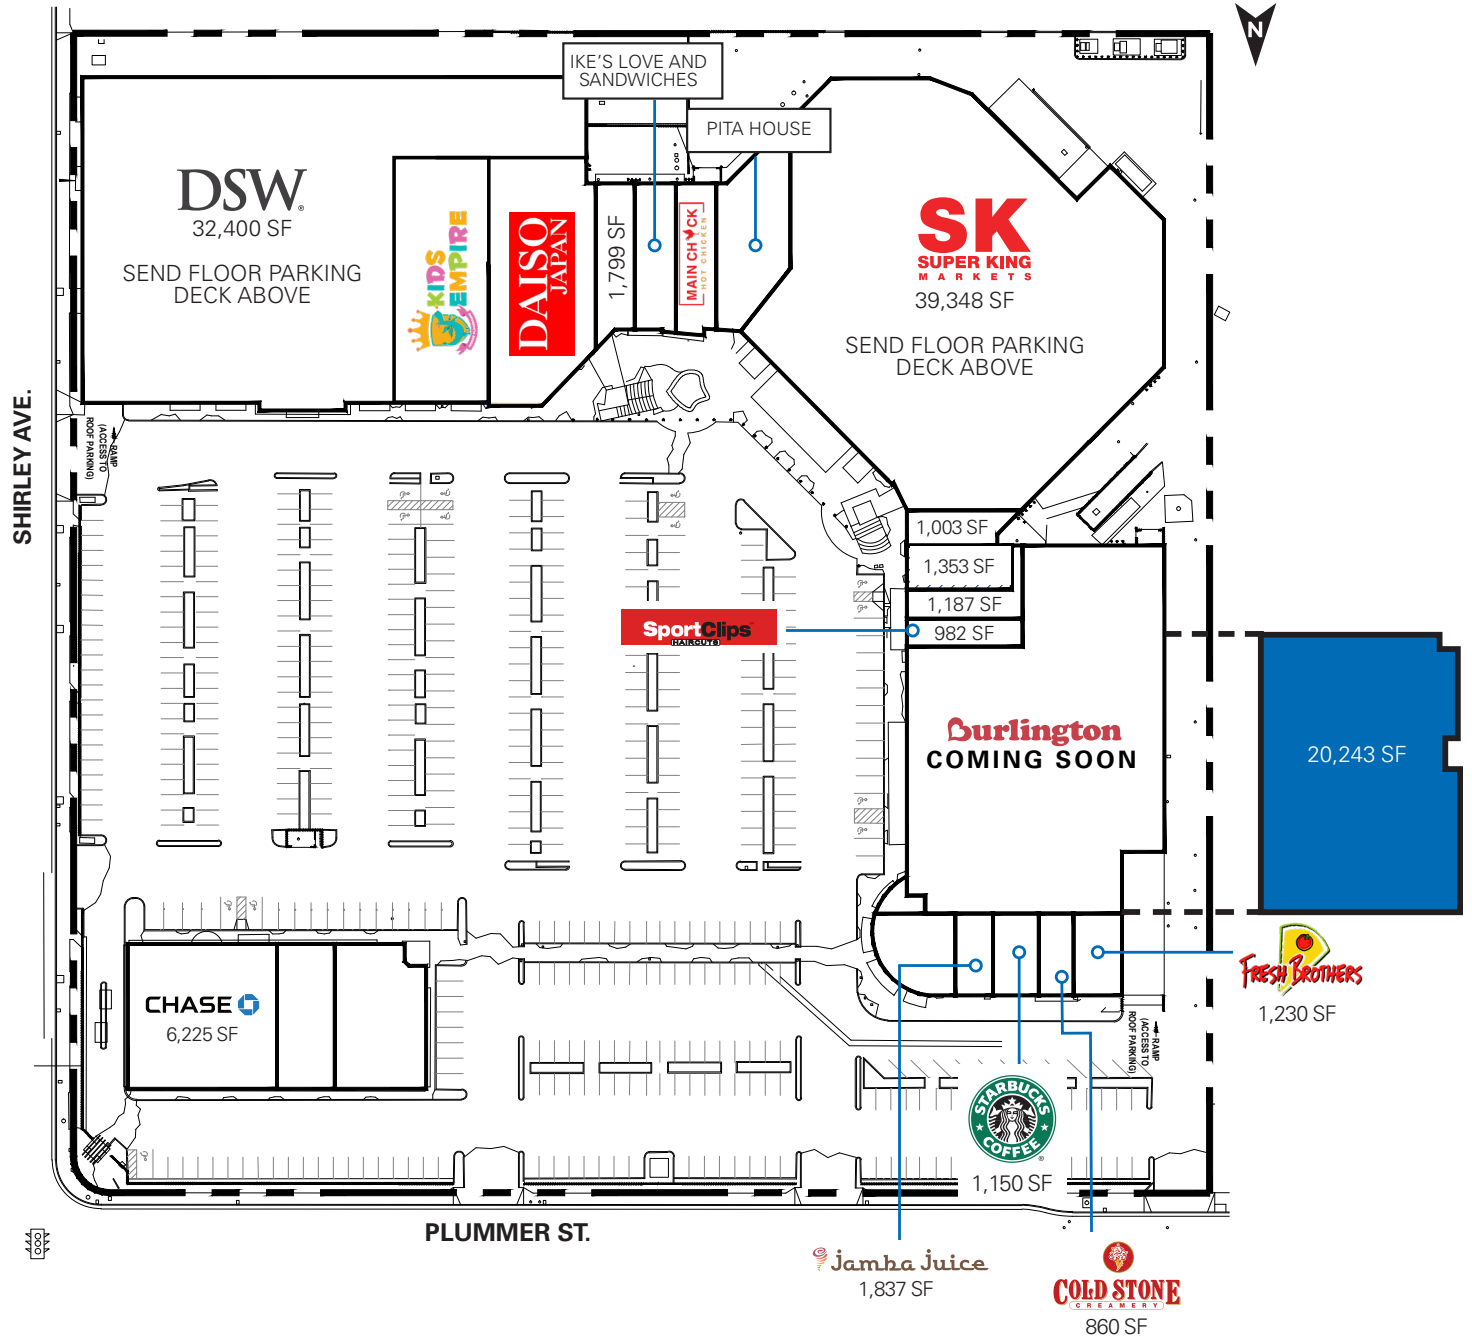 N
IKE'S LOVE AND
SANDWICHES
PITA HOUSE
DSW
32,400 SF
SEND FLOOR PARKING
DECK ABOVE
KIDS
EMPIRE
DAISO
JAPAN
1,799 SF
MAIN CHICK
HOT CHICKEN
SK
SUPER KING
MARKETS
39,348 SF
SEND FLOOR PARKING
DECK ABOVE
SHIRLEY AVE.
RAMP
(ACCESS TO
ROOF PARKING)
1,003 SF
1,353 SF
1,187 SF
982 SF
SportClips
HAIRCUTS
Burlington
COMING SOON
20,243 SF
FRESH BROTHERS
1,230 SF
CHASE
6,225 SF
RAMP
(ACCESS TO
ROOF PARKING)
STARBUCKS
COFFEE
1,150 SF
PLUMMER ST.
Jamba Juice
1,837 SF
COLD STONE
CREAMERY
860 SF